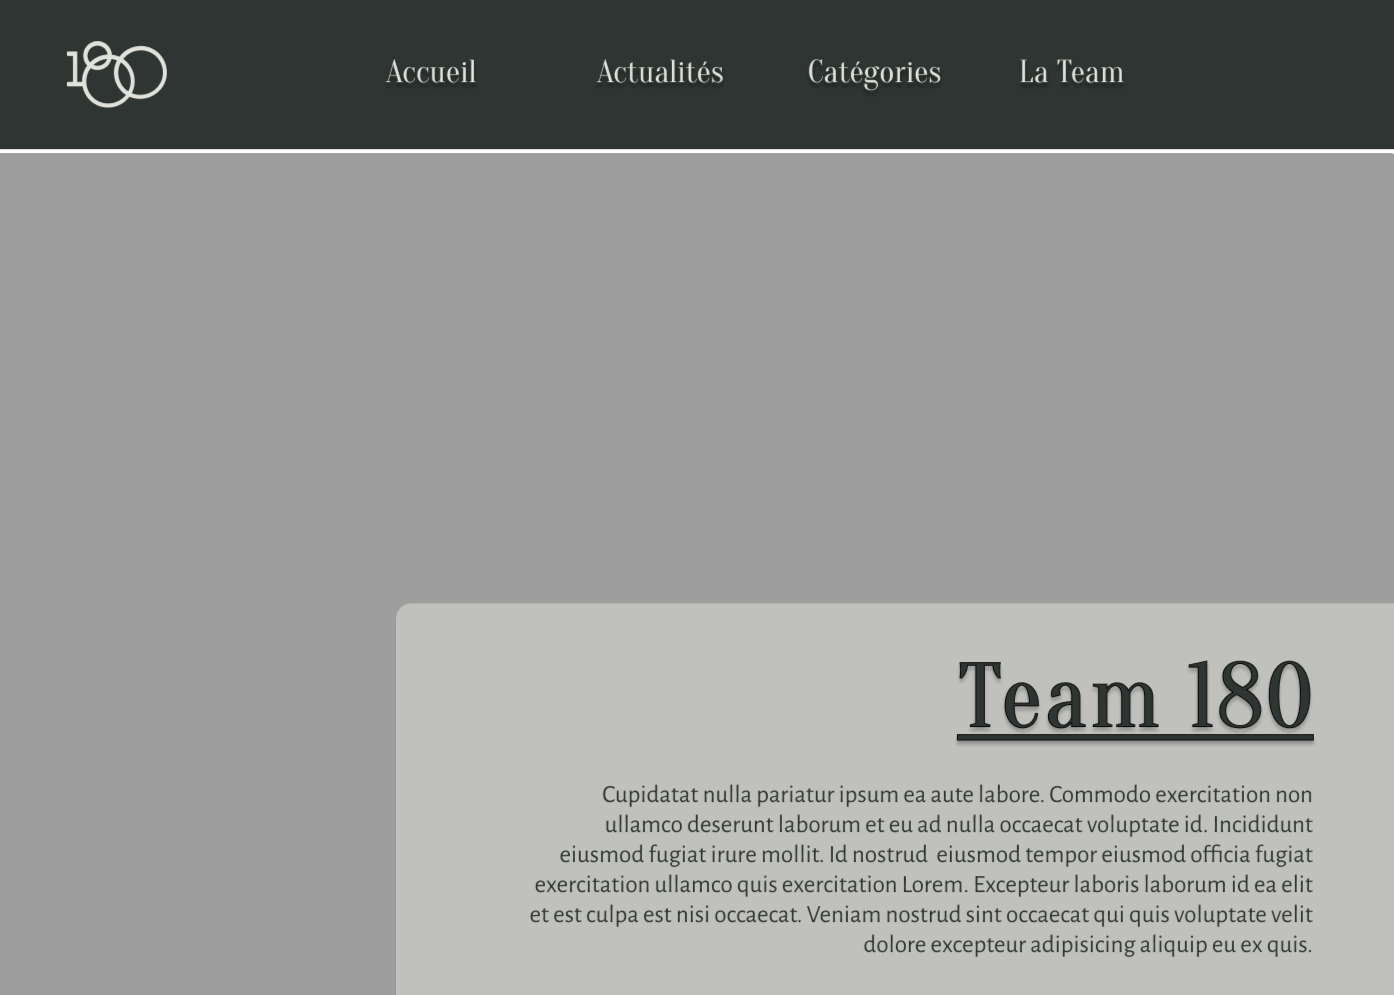 180
Accueil
Actualités
Catégories
La Team
Team 180
Cupidatat nulla pariatur ipsum ea aute labore. Commodo exercitation non
ullamco deserunt laborum et eu ad nulla occaecat voluptate id. Incididunt
eiusmod fugiat irure mollit. Id nostrud  eiusmod tempor eiusmod officia fugiat
exercitation ullamco quis exercitation Lorem. Excepteur laboris laborum id ea elit
et est culpa est nisi occaecat. Veniam nostrud sint occaecat qui quis voluptate velit
dolore excepteur adipisicing aliquip eu ex quis.